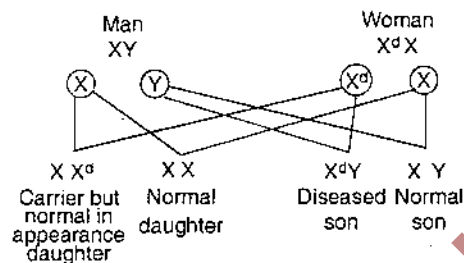 Man Woman
XY XᵈX
X Y Xᵈ X
X Xᵈ X X XᵈY X Y
Carrier but Normal Diseased Normal
normal in daughter son son
appearance
daughter